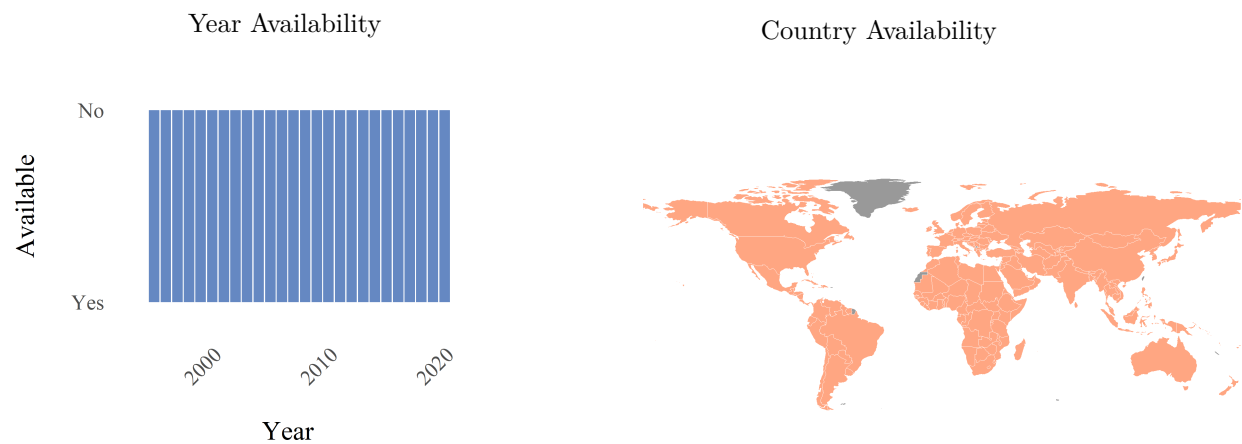 Year Availability
Country Availability
No
Yes
Available
2000
2010
2020
Year